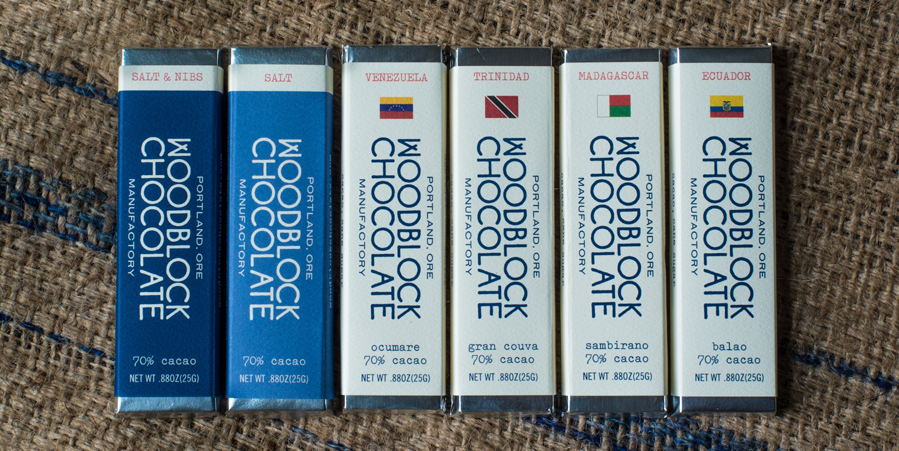 SALT & NIBS
PORTLAND, ORE
WOODBLOCK
CHOCOLATE
MANUFACTORY
70% cacao
NET WT .88OZ(25G)
SALT
PORTLAND, ORE
WOODBLOCK
CHOCOLATE
MANUFACTORY
70% cacao
NET WT .88OZ(25G)
VENEZUELA
PORTLAND, ORE
WOODBLOCK
CHOCOLATE
MANUFACTORY
ocumare
70% cacao
NET WT .88OZ(25G)
TRINIDAD
PORTLAND, ORE
WOODBLOCK
CHOCOLATE
MANUFACTORY
gran couva
70% cacao
NET WT .88OZ(25G)
MADAGASCAR
PORTLAND, ORE
WOODBLOCK
CHOCOLATE
MANUFACTORY
sambirano
70% cacao
NET WT .88OZ(25G)
ECUADOR
PORTLAND, ORE
WOODBLOCK
CHOCOLATE
MANUFACTORY
balao
70% cacao
NET WT .88OZ(25G)